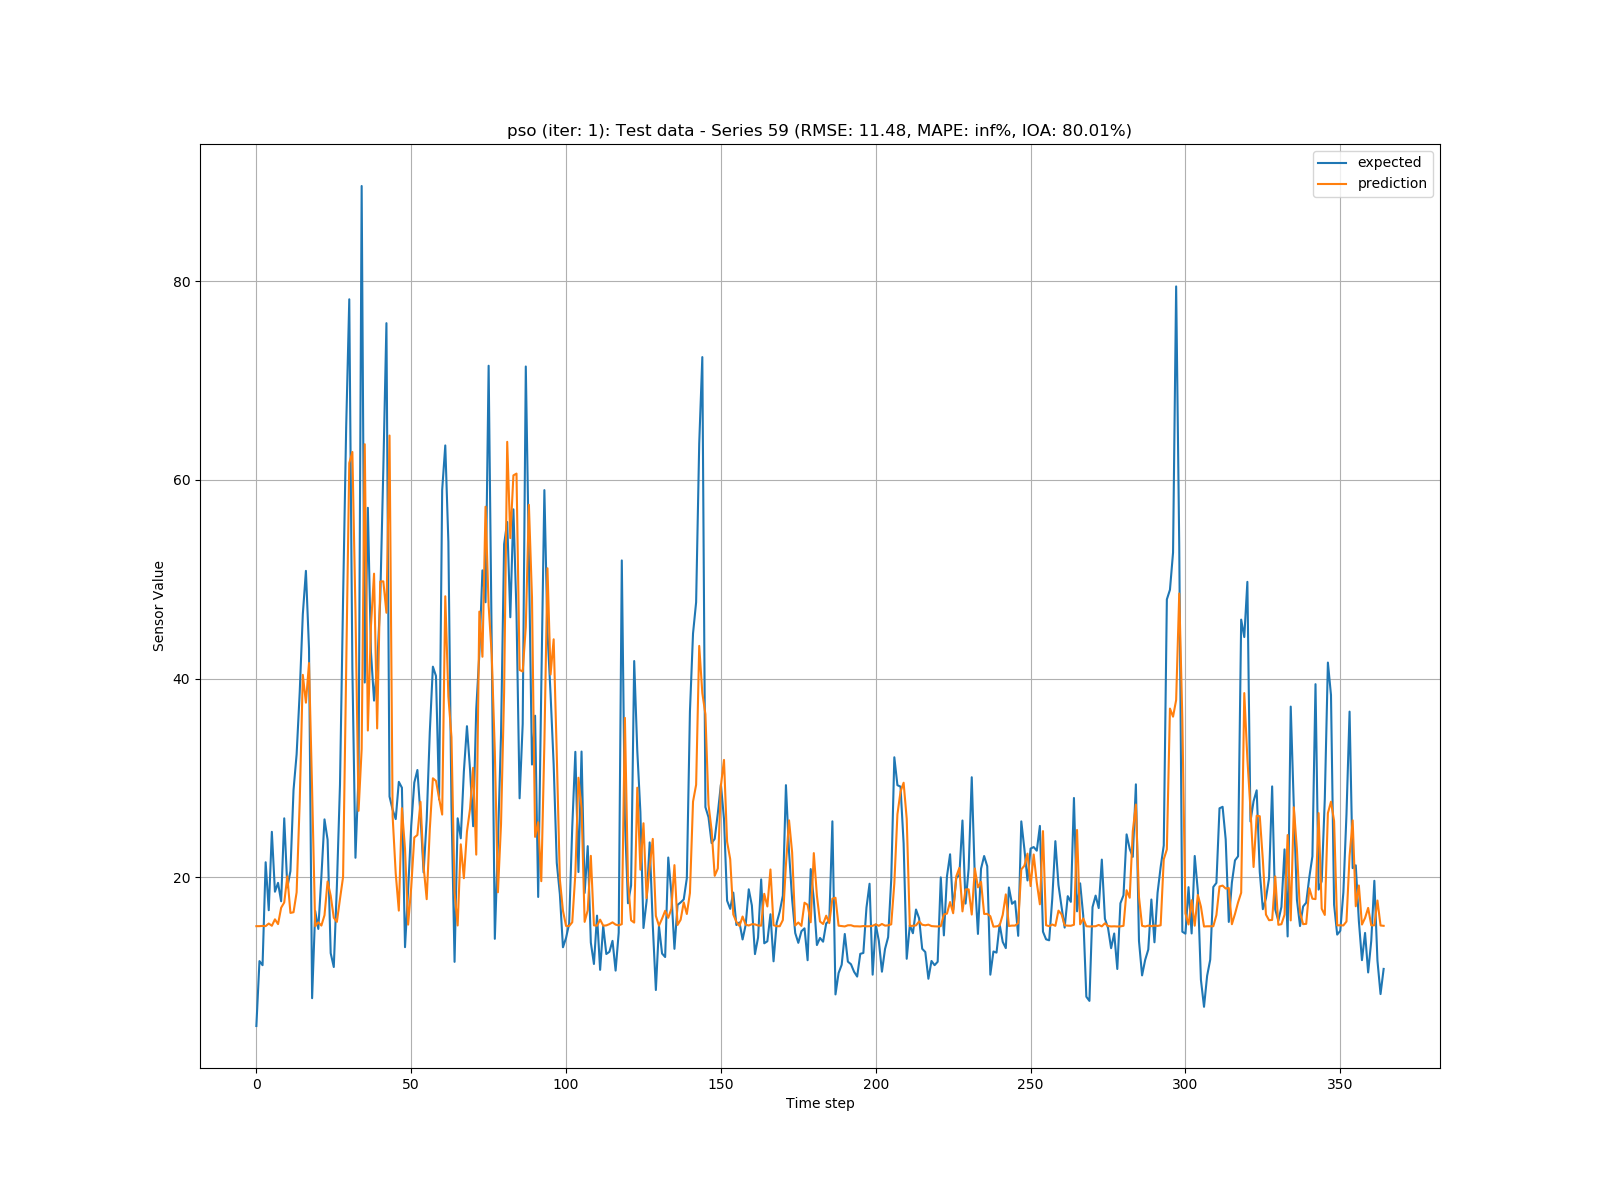 pso (iter: 1): Test data - Series 59 (RMSE: 11.48, MAPE: inf%, IOA: 80.01%)
expected
prediction
80
60
40
20
Sensor Value
0 50 100 150 200 250 300 350
Time step